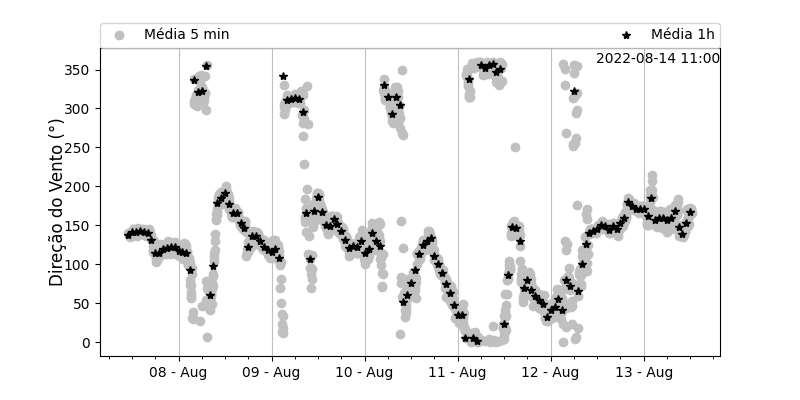 Média 5 min
Média 1h
2022-08-14 11:00
Direção do Vento (°)
350
300
250
200
150
100
50
0
08 - Aug
09 - Aug
10 - Aug
11 - Aug
12 - Aug
13 - Aug